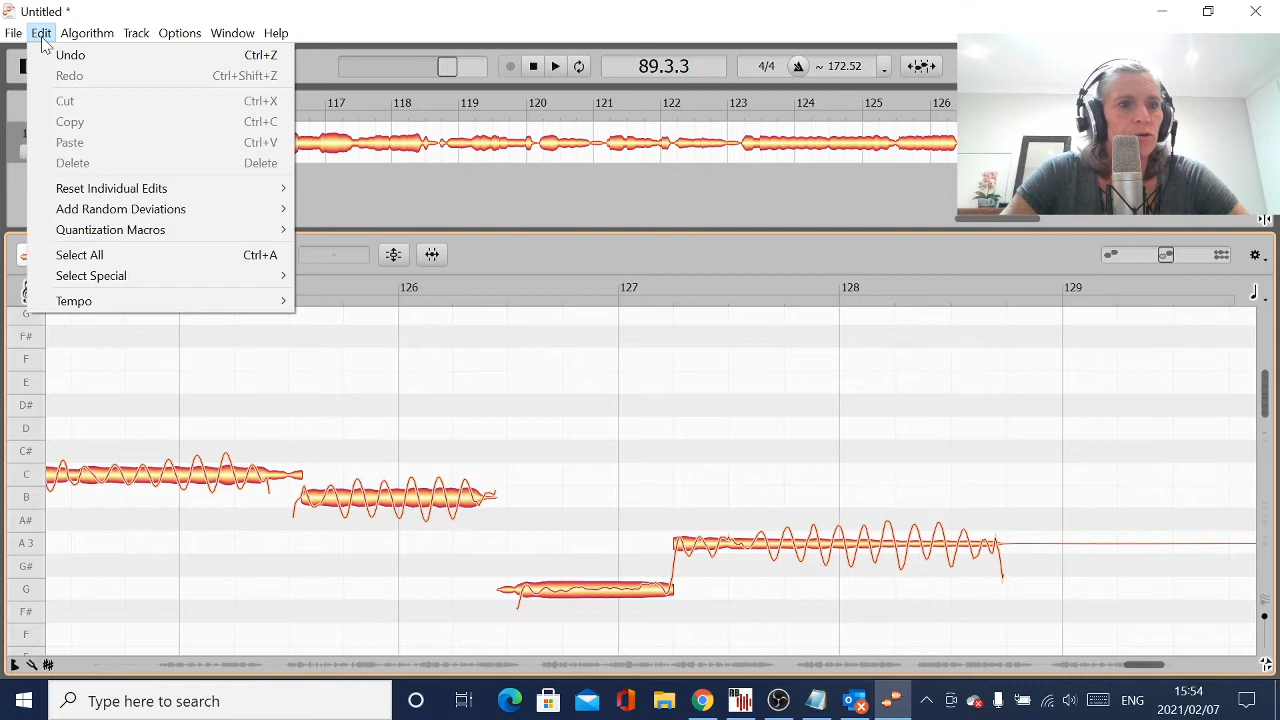 Untitled *
File Edit Algorithm Track Options Window Help
Undo Ctrl+Z
Redo Ctrl+Shift+Z
Cut Ctrl+X
Copy Ctrl+C
Paste Ctrl+V
Delete Delete
Reset Individual Edits
Add Random Deviations
Quantization Macros
Select All Ctrl+A
Select Special
Tempo
89.3.3
4/4 ~ 172.52
117 118 119 120 121 122 123 124 125 126
126 127 128 129
F#
F
E
D#
D
C#
C
B
A#
A 3
G#
G
F#
F
Type here to search
RB
ENG
15:54
2021/02/07